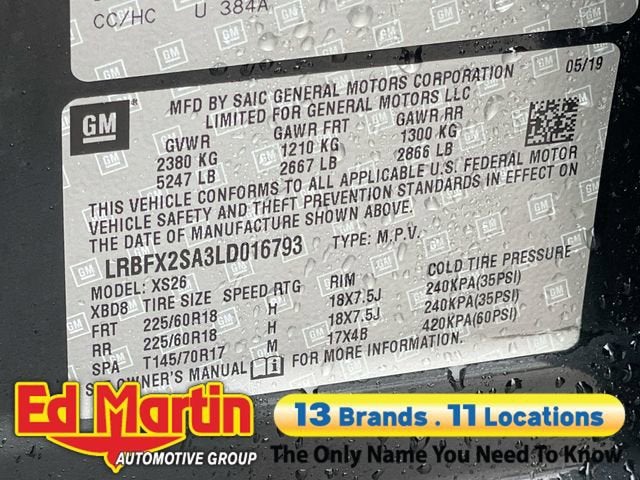 CC/HC U 384A
GM
MFD BY SAIC GENERAL MOTORS CORPORATION 05/19
LIMITED FOR GENERAL MOTORS LLC
GVWR GAWR FRT GAWR RR
2380 KG 1210 KG 1300 KG
5247 LB 2667 LB 2866 LB
THIS VEHICLE CONFORMS TO ALL APPLICABLE U.S. FEDERAL MOTOR
VEHICLE SAFETY AND THEFT PREVENTION STANDARDS IN EFFECT ON
THE DATE OF MANUFACTURE SHOWN ABOVE.
LRBFX2SA3LD016793 TYPE: M.P.V.
MODEL: XS26
XBD8 TIRE SIZE SPEED RTG RIM COLD TIRE PRESSURE
FRT 225/60R18 H 18X7.5J 240KPA(35PSI)
RR 225/60R18 H 18X7.5J 240KPA(35PSI)
SPA T145/70R17 M 17X4B 420KPA(60PSI)
OWNER'S MANUAL FOR MORE INFORMATION.
Ed Martin
AUTOMOTIVE GROUP
13 Brands . 11 Locations
The Only Name You Need To Know